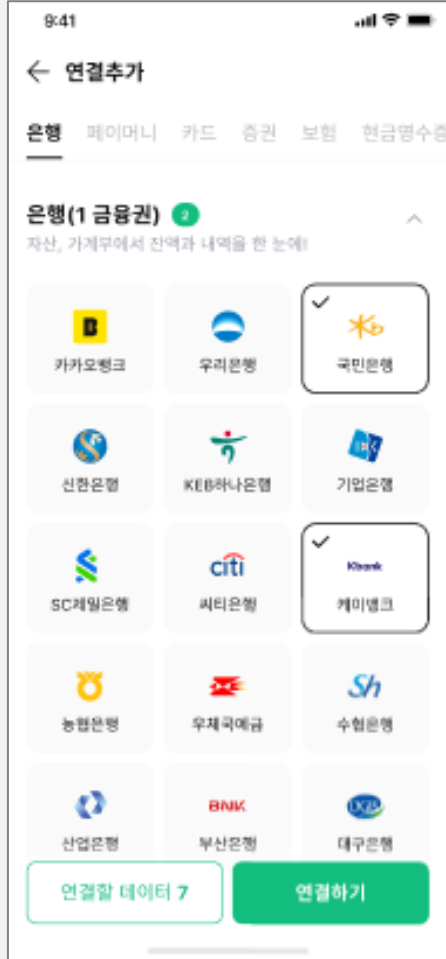 9:41
← 연결추가
은행 페이머니 카드 증권 보험 현금영수증
은행(1 금융권) 2
자산, 가계부에서 잔액과 내역을 한 눈에!
B
카카오뱅크
우리은행
Kb
국민은행
신한은행
KEB하나은행
IBK
기업은행
SC제일은행
citi
씨티은행
Kbank
케이뱅크
농협은행
우체국예금
Sh
수협은행
산업은행
BNK
부산은행
DGB
대구은행
연결할 데이터 7
연결하기